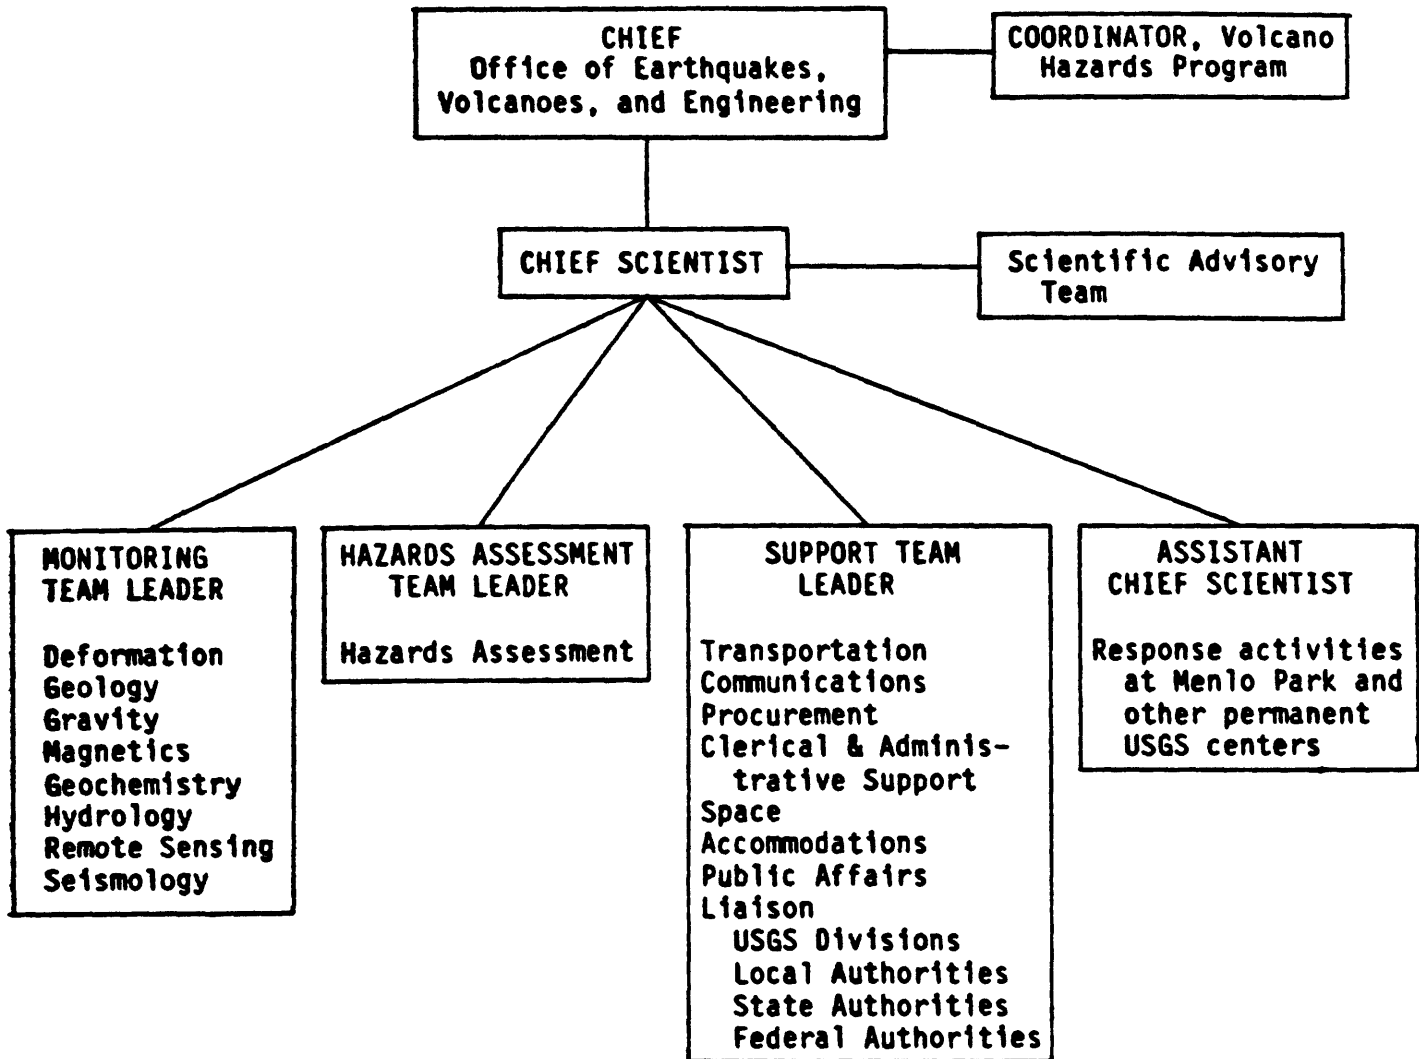 CHIEF
Office of Earthquakes,
Volcanoes, and Engineering
COORDINATOR, Volcano
Hazards Program
CHIEF SCIENTIST
Scientific Advisory
Team
MONITORING
TEAM LEADER
Deformation
Geology
Gravity
Magnetics
Geochemistry
Hydrology
Remote Sensing
Seismology
HAZARDS ASSESSMENT
TEAM LEADER
Hazards Assessment
SUPPORT TEAM
LEADER
Transportation
Communications
Procurement
Clerical & Adminis-
trative Support
Space
Accommodations
Public Affairs
Liaison
USGS Divisions
Local Authorities
State Authorities
Federal Authorities
ASSISTANT
CHIEF SCIENTIST
Response activities
at Menlo Park and
other permanent
USGS centers